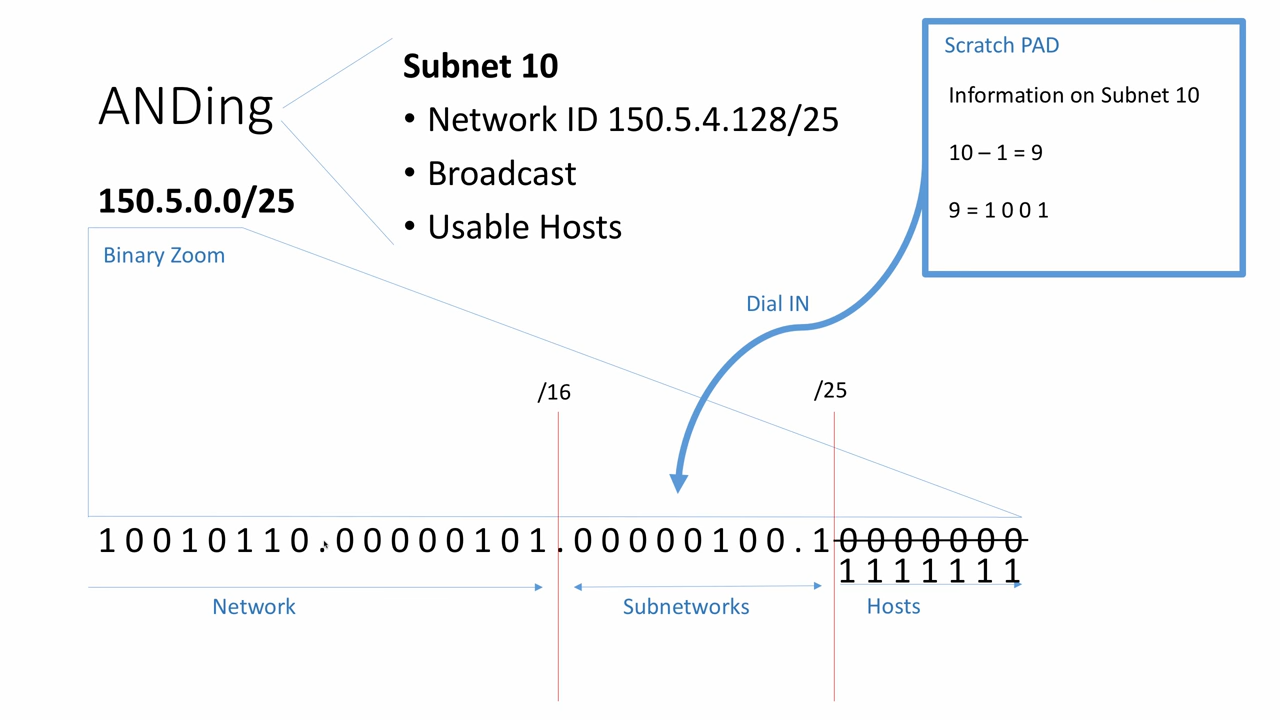 ANDing
150.5.0.0/25
Binary Zoom
Subnet 10
• Network ID 150.5.4.128/25
• Broadcast
• Usable Hosts
Scratch PAD
Information on Subnet 10
10 – 1 = 9
9 = 1 0 0 1
Dial IN
/16
/25
1 0 0 1 0 1 1 0 . 0 0 0 0 0 1 0 1 . 0 0 0 0 0 1 0 0 . 1 0 0 0 0 0 0 0
1 1 1 1 1 1 1
Network
Subnetworks
Hosts